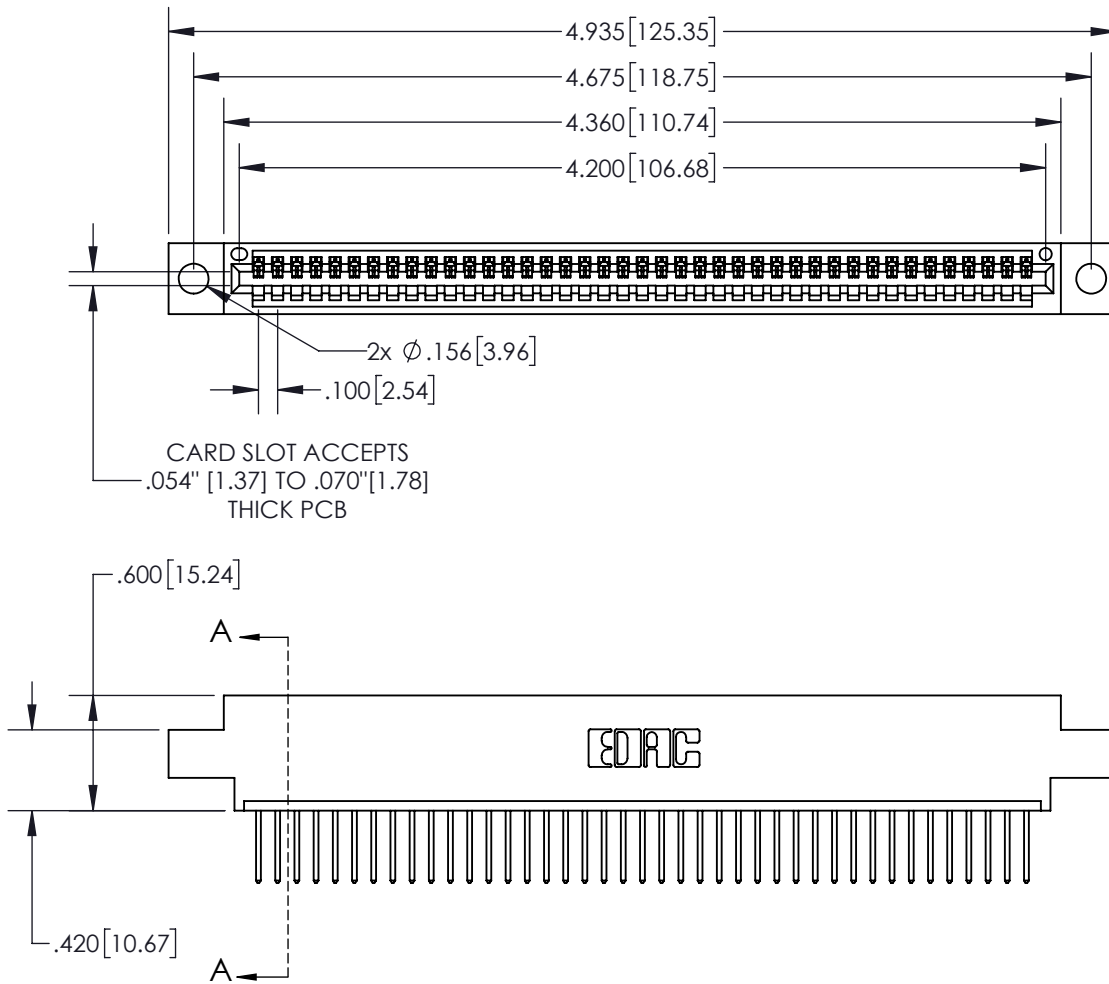 4.935[125.35]
4.675[118.75]
4.360[110.74]
4.200[106.68]
2x Ø .156[3.96]
.100[2.54]
CARD SLOT ACCEPTS
.054" [1.37] TO .070"[1.78]
THICK PCB
.600[15.24]
A
EDAC
.420[10.67]
A